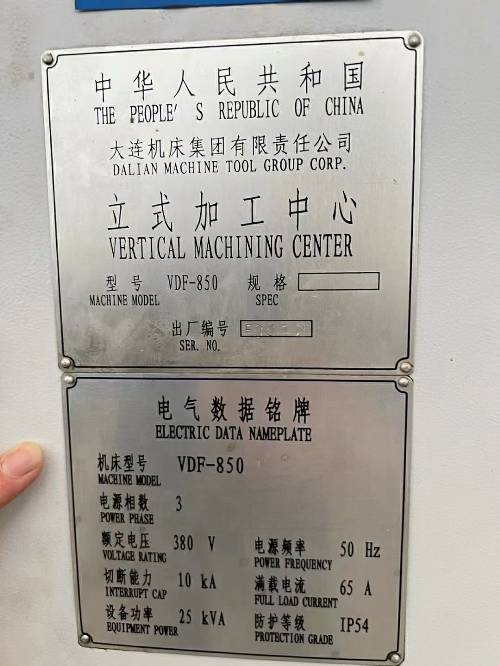 中华人民共和国
THE PEOPLE' S REPUBLIC OF CHINA
大连机床集团有限责任公司
DALIAN MACHINE TOOL GROUP CORP.
立式加工中心
VERTICAL MACHINING CENTER
型号 VDF-850 规格
MACHINE MODEL SPEC
出厂编号
SER. NO.
电气数据铭牌
ELECTRIC DATA NAMEPLATE
机床型号 VDF-850
MACHINE MODEL
电源相数 3
POWER PHASE
额定电压 380 V 电源频率 50 Hz
VOLTAGE RATING POWER FREQUENCY
切断能力 10 kA 满载电流 65 A
INTERRUPT CAP FULL LOAD CURRENT
设备功率 25 kVA 防护等级 IP54
EQUIPMENT POWER PROTECTION GRADE